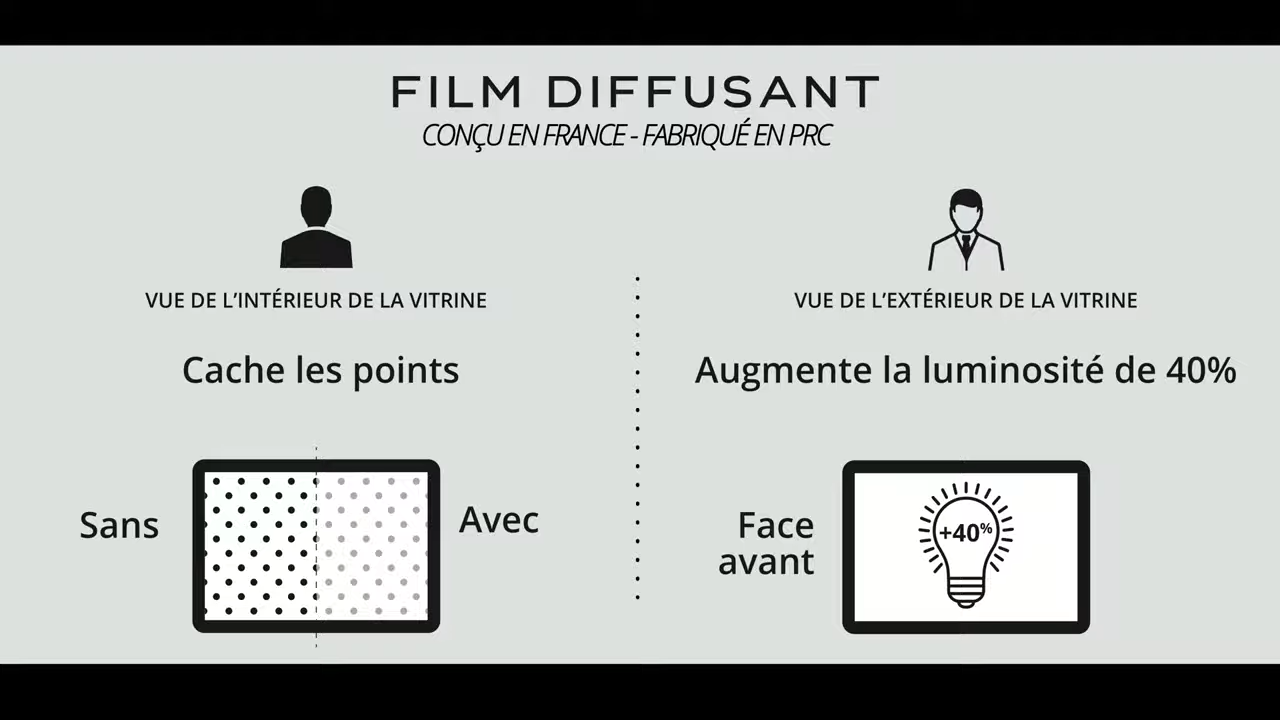 FILM DIFFUSANT
CONÇU EN FRANCE - FABRIQUÉ EN PRC
VUE DE L'INTÉRIEUR DE LA VITRINE
Cache les points
Sans
Avec
VUE DE L'EXTÉRIEUR DE LA VITRINE
Augmente la luminosité de 40%
Face
avant
+40%